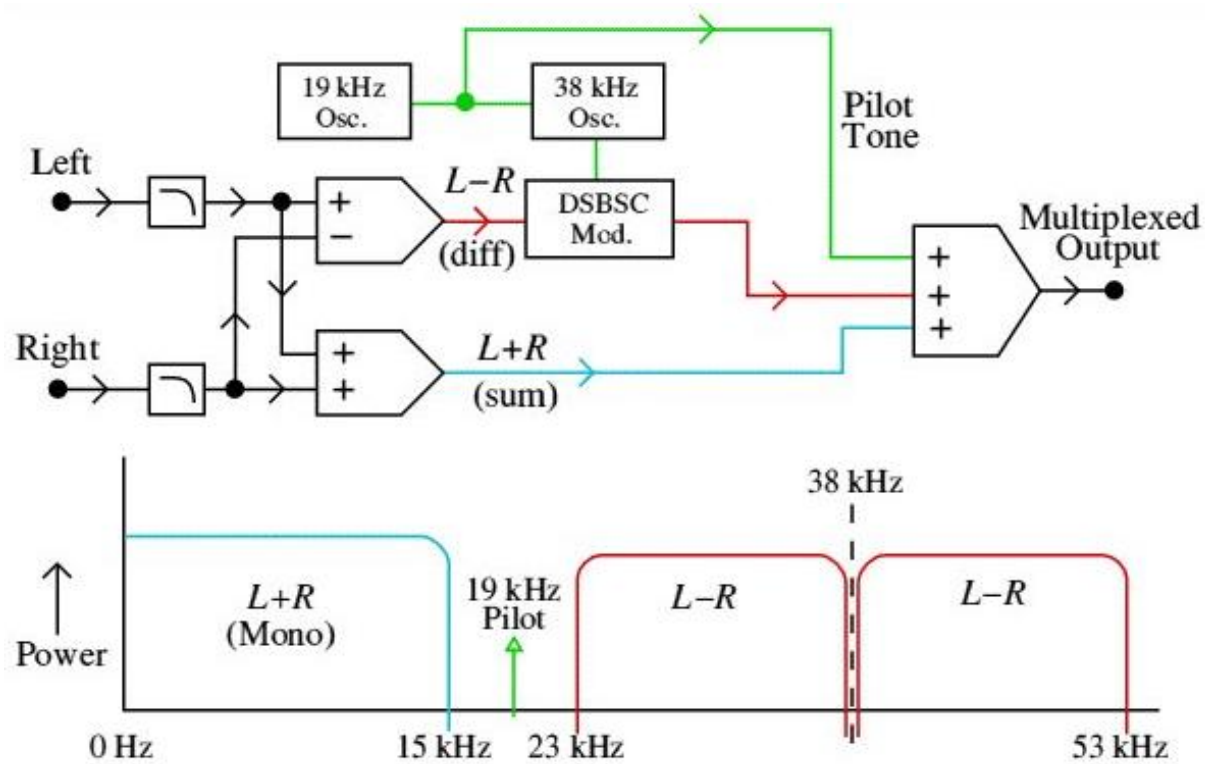 19 kHz
Osc.
38 kHz
Osc.
Pilot
Tone
Left
+
−
L−R
(diff)
DSBSC
Mod.
Multiplexed
Output
+
+
+
Right
+
+
L+R
(sum)
38 kHz
L+R
(Mono)
19 kHz
Pilot
L−R
L−R
Power
0 Hz
15 kHz
23 kHz
53 kHz